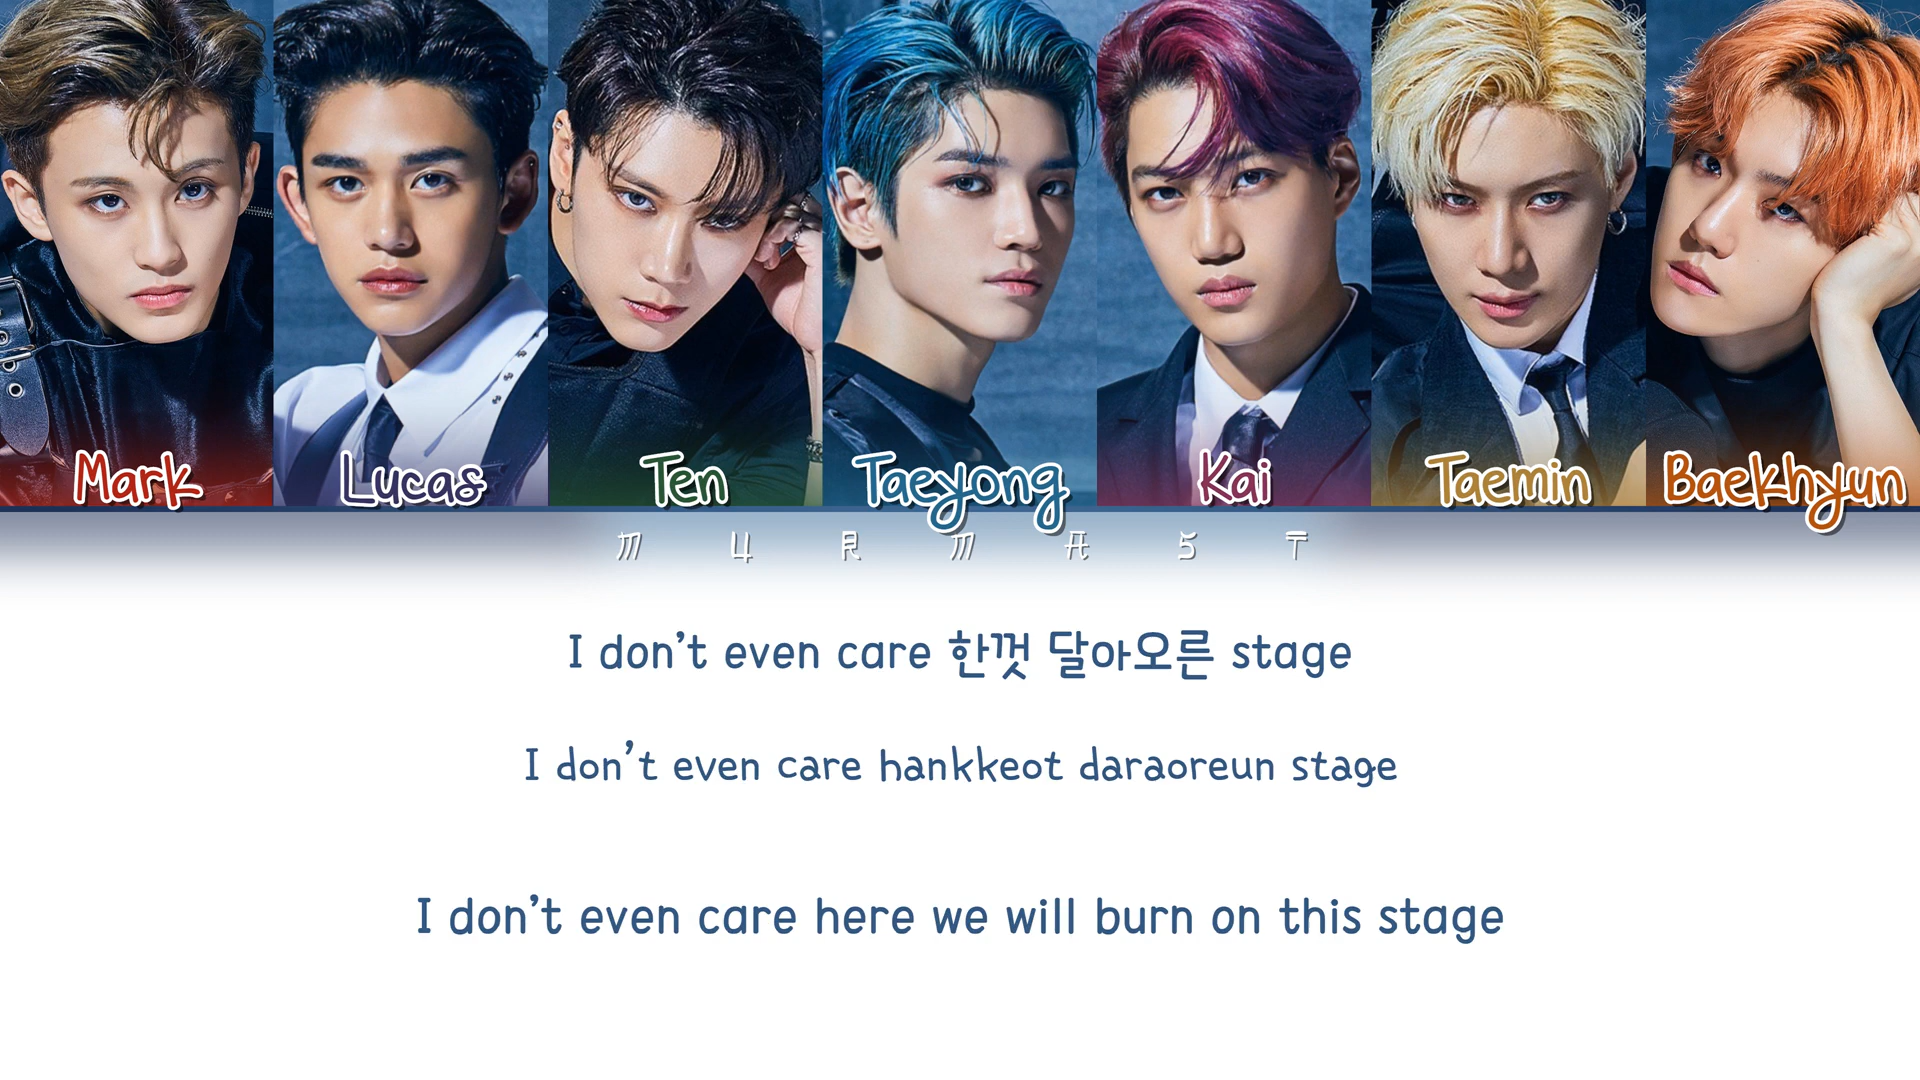 Mark Lucas Ten Taeyong Kai Taemin Baekhyun
M U R M A S T
I don't even care 한껏 달아오른 stage
I don't even care hankkeot daraoreun stage
I don't even care here we will burn on this stage